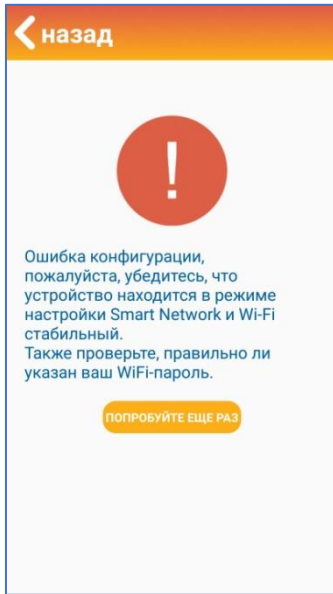 назад
!
Ошибка конфигурации,
пожалуйста, убедитесь, что
устройство находится в режиме
настройки Smart Network и Wi-Fi
стабильный.
Также проверьте, правильно ли
указан ваш WiFi-пароль.
ПОПРОБУЙТЕ ЕЩЕ РАЗ